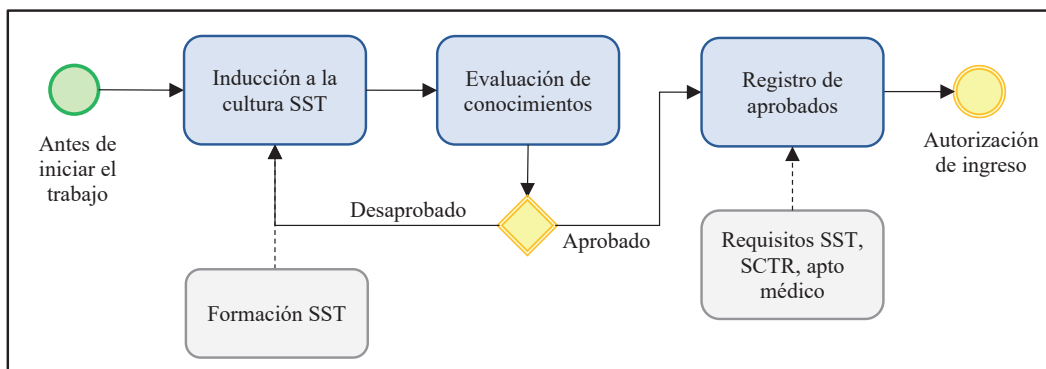 Antes de
iniciar el
trabajo
Inducción a la
cultura SST
Evaluación de
conocimientos
Desaprobado
Aprobado
Registro de
aprobados
Autorización
de ingreso
Formación SST
Requisitos SST,
SCTR, apto
médico